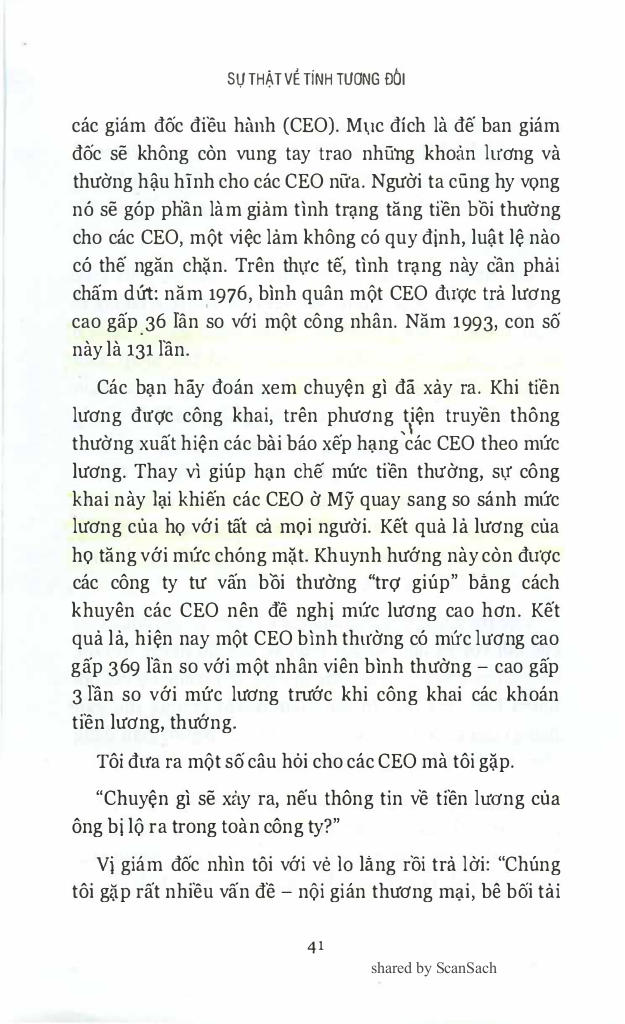 SỰ THẬT VỀ TÍNH TƯƠNG ĐỐI
các giám đốc điều hành (CEO). Mục đích là để ban giám
đốc sẽ không còn vung tay trao những khoản lương và
thưởng hậu hĩnh cho các CEO nữa. Người ta cũng hy vọng
nó sẽ góp phần làm giảm tình trạng tăng tiền bồi thường
cho các CEO, một việc làm không có quy định, luật lệ nào
có thể ngăn chặn. Trên thực tế, tình trạng này cần phải
chấm dứt: năm 1976, bình quân một CEO được trả lương
cao gấp 36 lần so với một công nhân. Năm 1993, con số
này là 131 lần.
Các bạn hãy đoán xem chuyện gì đã xảy ra. Khi tiền
lương được công khai, trên phương tiện truyền thông
thường xuất hiện các bài báo xếp hạng các CEO theo mức
lương. Thay vì giúp hạn chế mức tiền thưởng, sự công
khai này lại khiến các CEO ở Mỹ quay sang so sánh mức
lương của họ với tất cả mọi người. Kết quả là lương của
họ tăng với mức chóng mặt. Khuynh hướng này còn được
các công ty tư vấn bồi thường “trợ giúp” bằng cách
khuyên các CEO nên đề nghị mức lương cao hơn. Kết
quả là, hiện nay một CEO bình thường có mức lương cao
gấp 369 lần so với một nhân viên bình thường – cao gấp
3 lần so với mức lương trước khi công khai các khoản
tiền lương, thưởng.
Tôi đưa ra một số câu hỏi cho các CEO mà tôi gặp.
“Chuyện gì sẽ xảy ra, nếu thông tin về tiền lương của
ông bị lộ ra trong toàn công ty?”
Vị giám đốc nhìn tôi với vẻ lo lắng rồi trả lời: “Chúng
tôi gặp rất nhiều vấn đề – nội gián thương mại, bê bối tài
41
shared by ScanSach